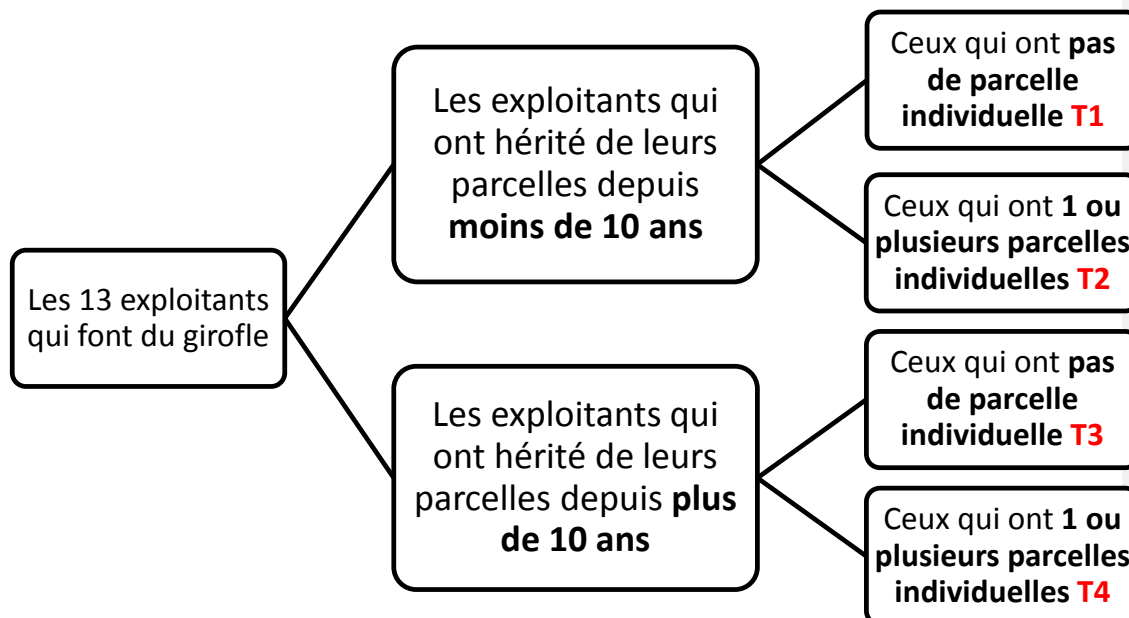 Les 13 exploitants
qui font du girofle
Les exploitants qui
ont hérité de leurs
parcelles depuis
moins de 10 ans
Ceux qui ont pas
de parcelle
individuelle T1
Ceux qui ont 1 ou
plusieurs parcelles
individuelles T2
Les exploitants qui
ont hérité de leurs
parcelles depuis plus
de 10 ans
Ceux qui ont pas
de parcelle
individuelle T3
Ceux qui ont 1 ou
plusieurs parcelles
individuelles T4